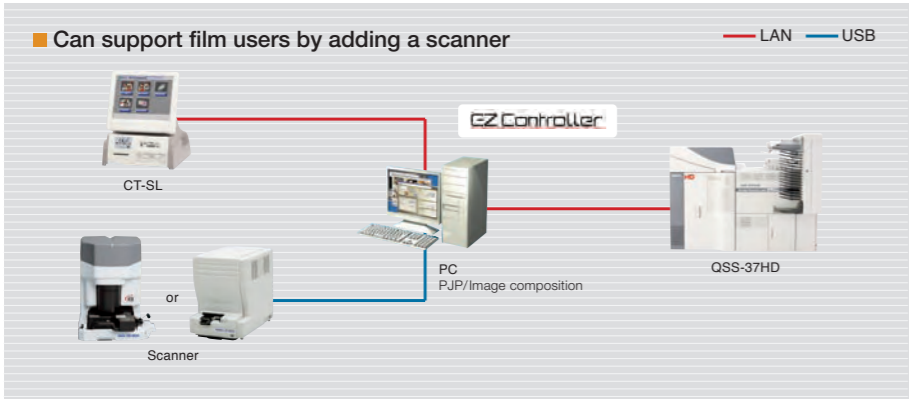 Can support film users by adding a scanner
LAN
USB
EZ Controller
CT-SL
PC
PJP/Image composition
QSS-37HD
or
Scanner